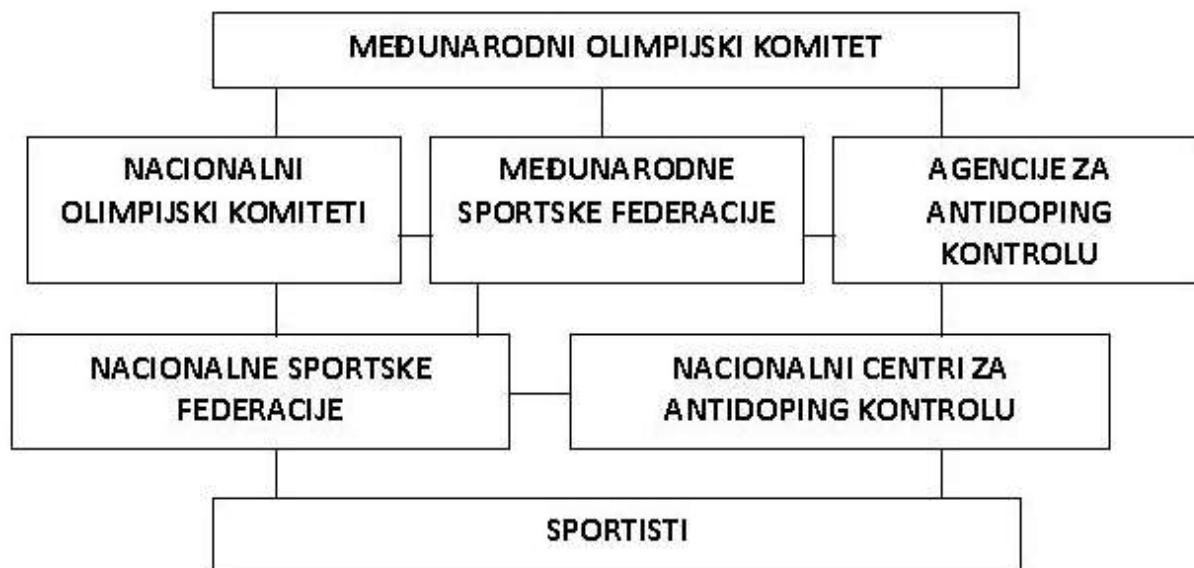 MEĐUNARODNI OLIMPIJSKI KOMITET
NACIONALNI
OLIMPIJSKI KOMITETI
MEĐUNARODNE
SPORTSKE FEDERACIJE
AGENCIJE ZA
ANTIDOPING
KONTROLU
NACIONALNE SPORTSKE
FEDERACIJE
NACIONALNI CENTRI ZA
ANTIDOPING KONTROLU
SPORTISTI